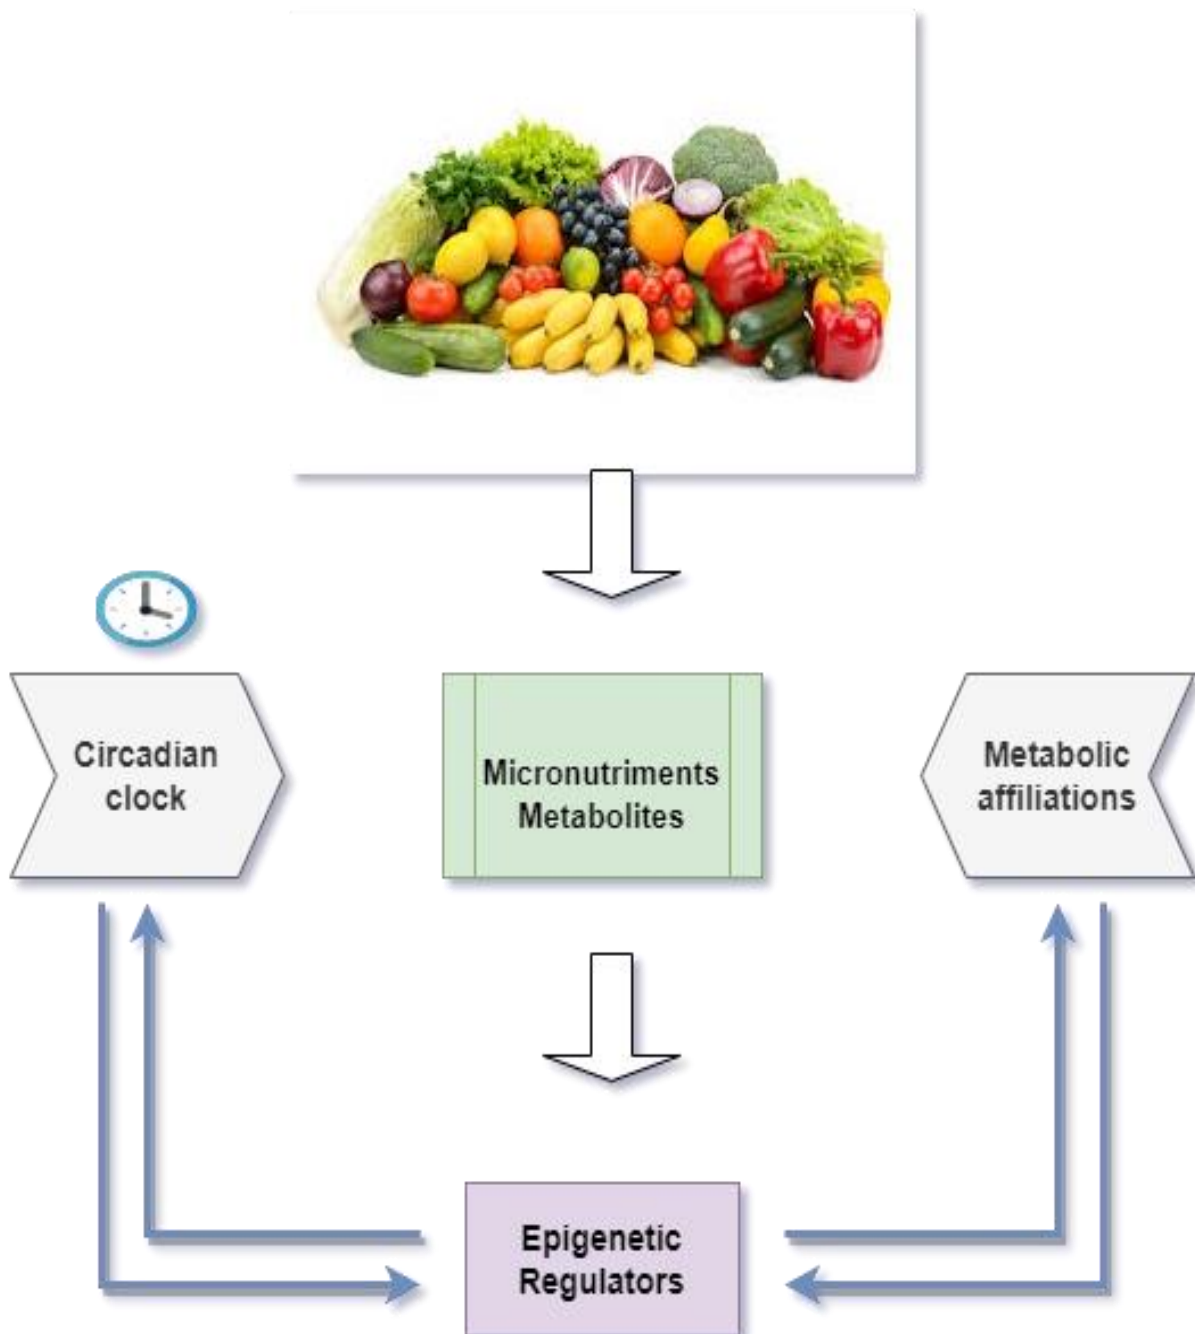 Circadian
clock
Micronutriments
Metabolites
Metabolic
affiliations
Epigenetic
Regulators